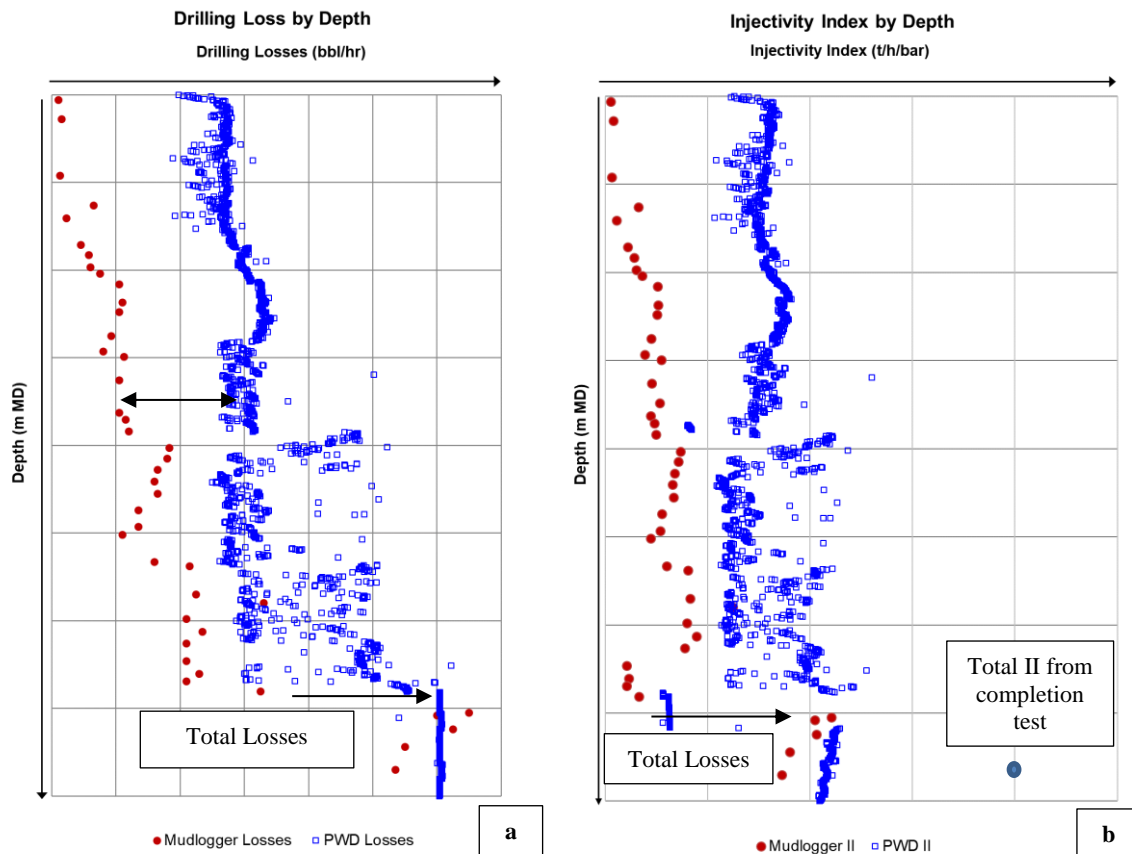 Drilling Loss by Depth
Drilling Losses (bbl/hr)
Depth (m MD)
Total Losses
Mudlogger Losses
PWD Losses
a
Injectivity Index by Depth
Injectivity Index (t/h/bar)
Depth (m MD)
Total II from
completion
test
Total Losses
Mudlogger II
PWD II
b